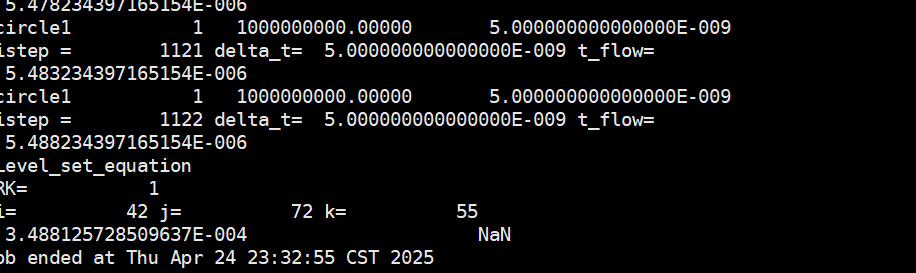 5.478234397165154E-006
circle1 1 1000000000.00000 5.000000000000000E-009
istep = 1121 delta_t= 5.000000000000000E-009 t_flow=
5.483234397165154E-006
circle1 1 1000000000.00000 5.000000000000000E-009
istep = 1122 delta_t= 5.000000000000000E-009 t_flow=
5.488234397165154E-006
Level_set_equation
RK= 1
i= 42 j= 72 k= 55
3.488125728509637E-004 NaN
ob ended at Thu Apr 24 23:32:55 CST 2025